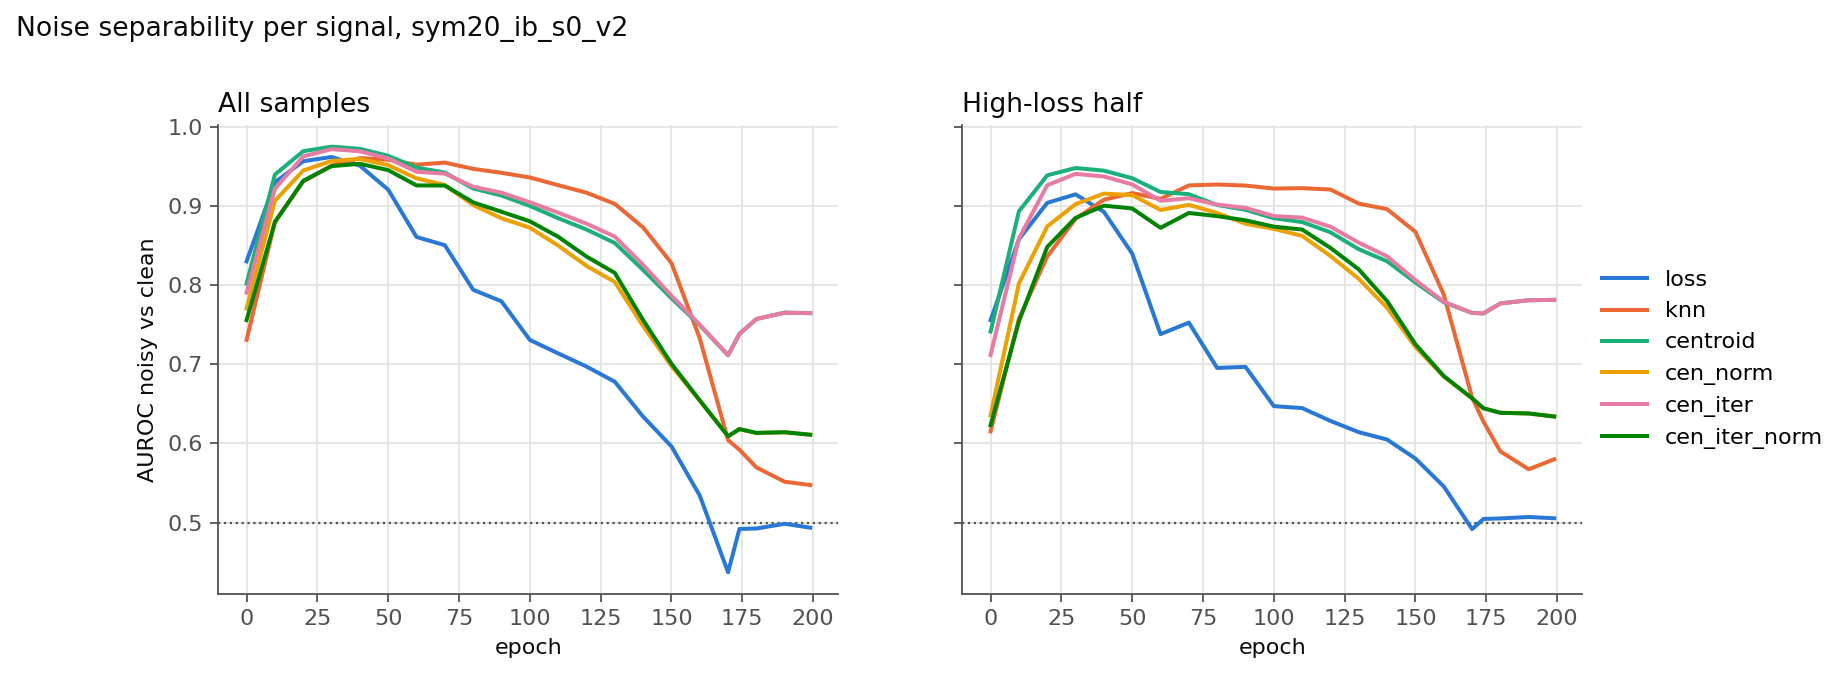 Noise separability per signal, sym20_ib_s0_v2
All samples
High-loss half
AUROC noisy vs clean
1.0
0.9
0.8
0.7
0.6
0.5
0 25 50 75 100 125 150 175 200
epoch
0 25 50 75 100 125 150 175 200
epoch
loss
knn
centroid
cen_norm
cen_iter
cen_iter_norm